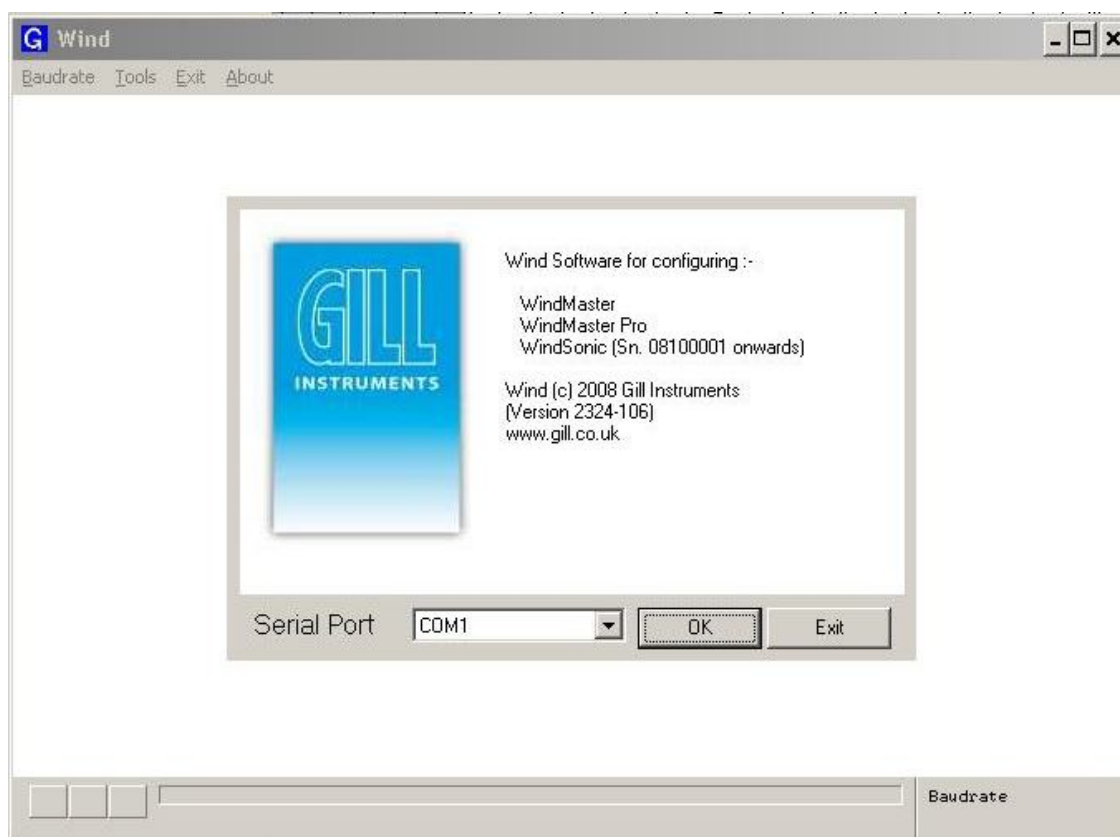 G Wind
Baudrate Tools Exit About
GILL
INSTRUMENTS
Wind Software for configuring :-
WindMaster
WindMaster Pro
WindSonic (Sn. 08100001 onwards)
Wind (c) 2008 Gill Instruments
(Version 2324-106)
www.gill.co.uk
Serial Port COM1 OK Exit
Baudrate